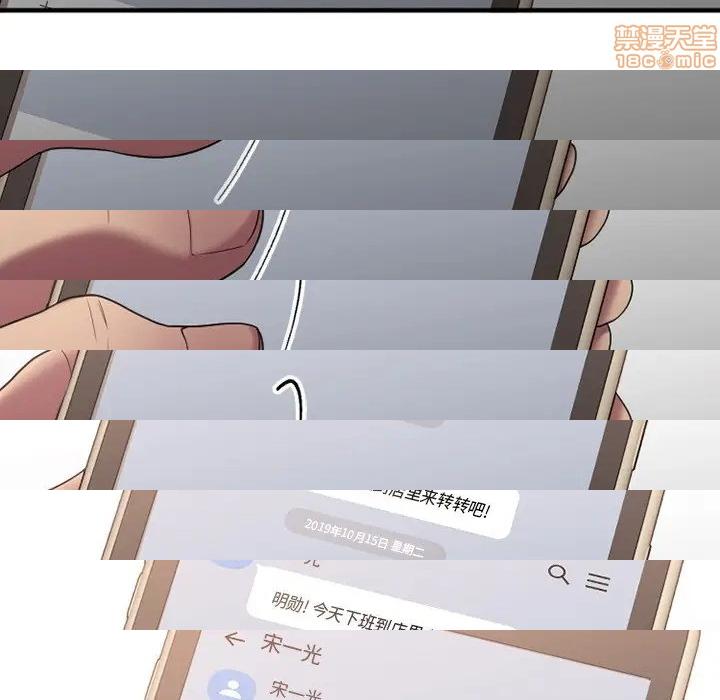 禁漫天堂
18comic
到店里来转转吧!
2019年10月15日 星期二
明勋! 今天下班到店里
宋一光
宋一光